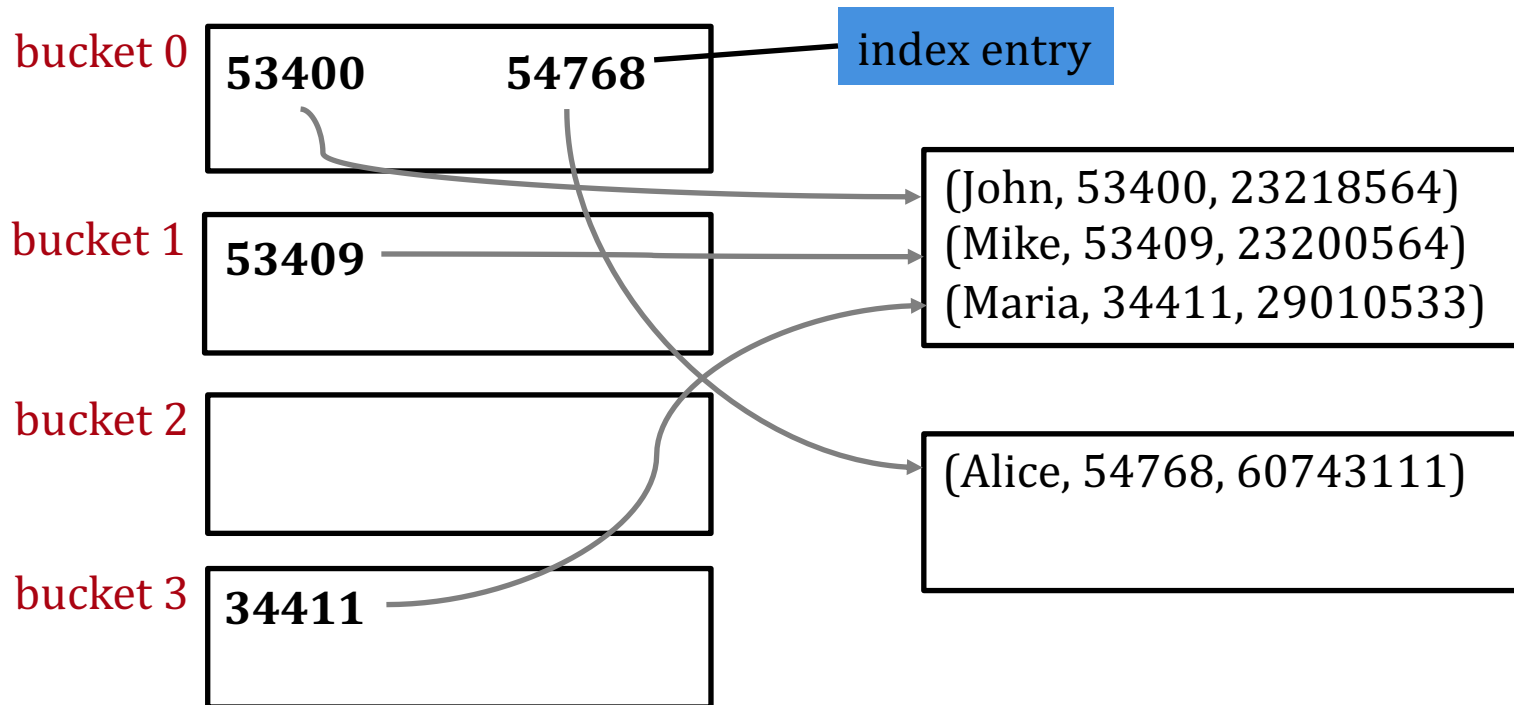 bucket 0
53400 54768
index entry
bucket 1
53409
bucket 2
bucket 3
34411
(John, 53400, 23218564)
(Mike, 53409, 23200564)
(Maria, 34411, 29010533)
(Alice, 54768, 60743111)